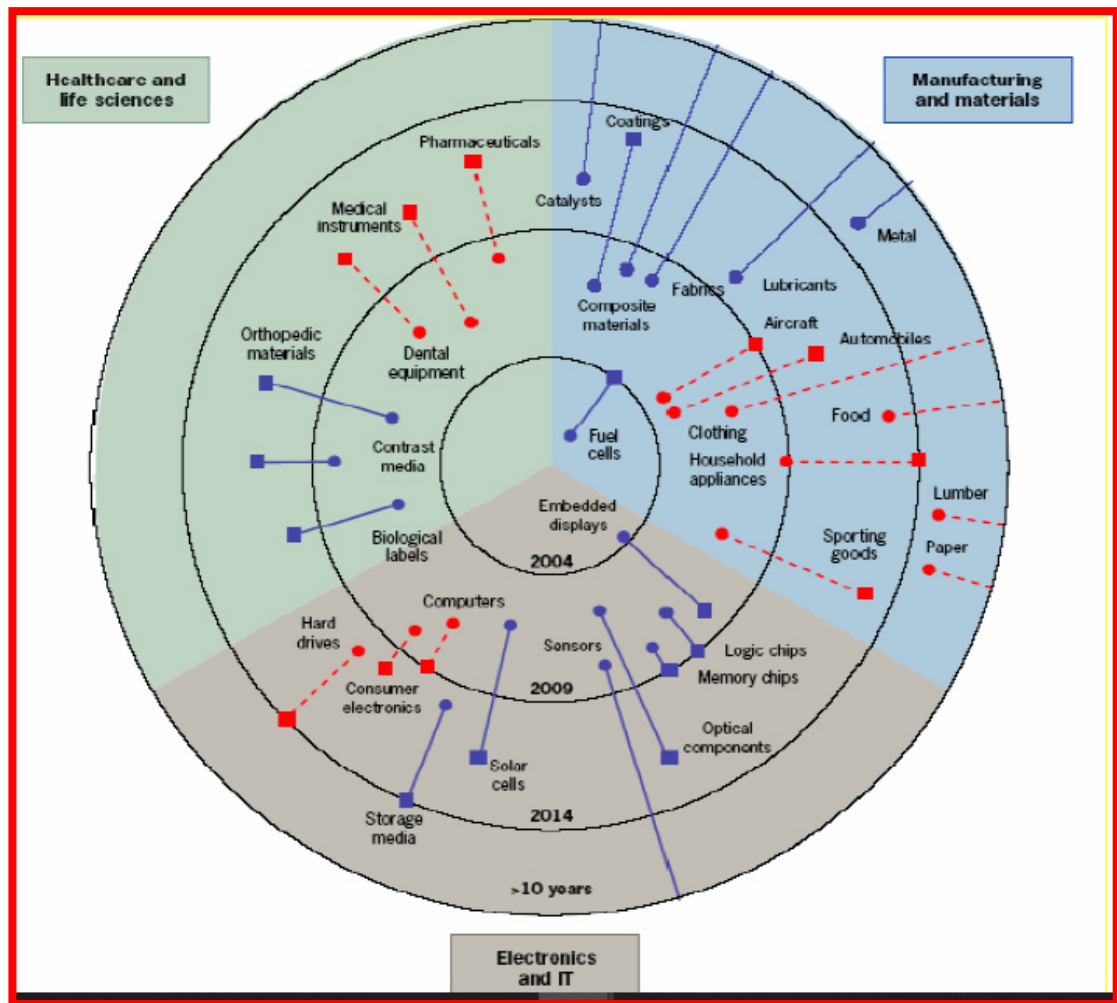 Healthcare and
life sciences
Manufacturing
and materials
Coatings
Pharmaceuticals
Catalysts
Medical
instruments
Metal
Fabrics
Lubricants
Composite
materials
Aircraft
Automobiles
Orthopedic
materials
Dental
equipment
Food
Clothing
Fuel
cells
Contrast
media
Household
appliances
Lumber
Embedded
displays
Sporting
goods
Paper
Biological
labels
2004
Computers
Hard
drives
Sensors
Logic chips
Memory chips
Consumer
electronics
2009
Optical
components
Solar
cells
Storage
media
2014
>10 years
Electronics
and IT